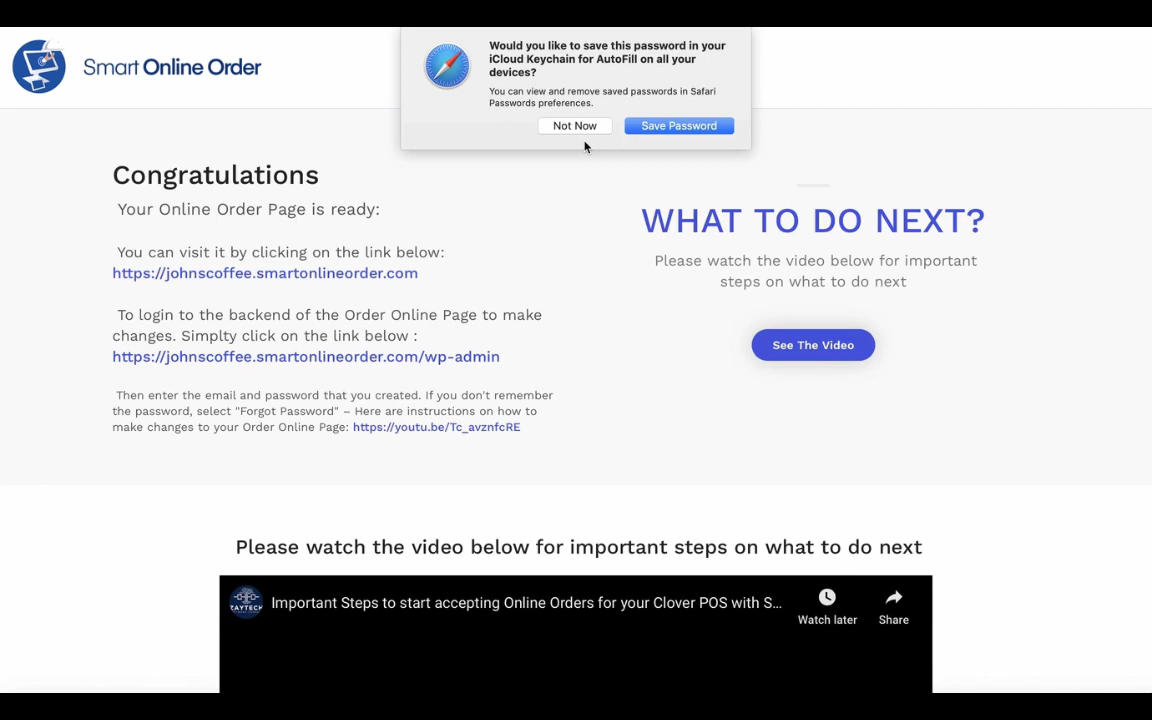 Smart Online Order
Would you like to save this password in your
iCloud Keychain for AutoFill on all your
devices?
You can view and remove saved passwords in Safari
Passwords preferences.
Not Now
Save Password
Congratulations
Your Online Order Page is ready:
You can visit it by clicking on the link below:
https://johnscoffee.smartonlineorder.com
To login to the backend of the Order Online Page to make
changes. Simplty click on the link below :
https://johnscoffee.smartonlineorder.com/wp-admin
Then enter the email and password that you created. If you don't remember
the password, select "Forgot Password" – Here are instructions on how to
make changes to your Order Online Page: https://youtu.be/Tc_avznfcRE
WHAT TO DO NEXT?
Please watch the video below for important
steps on what to do next
See The Video
Please watch the video below for important steps on what to do next
ZAYTECH
Important Steps to start accepting Online Orders for your Clover POS with S...
Watch later
Share